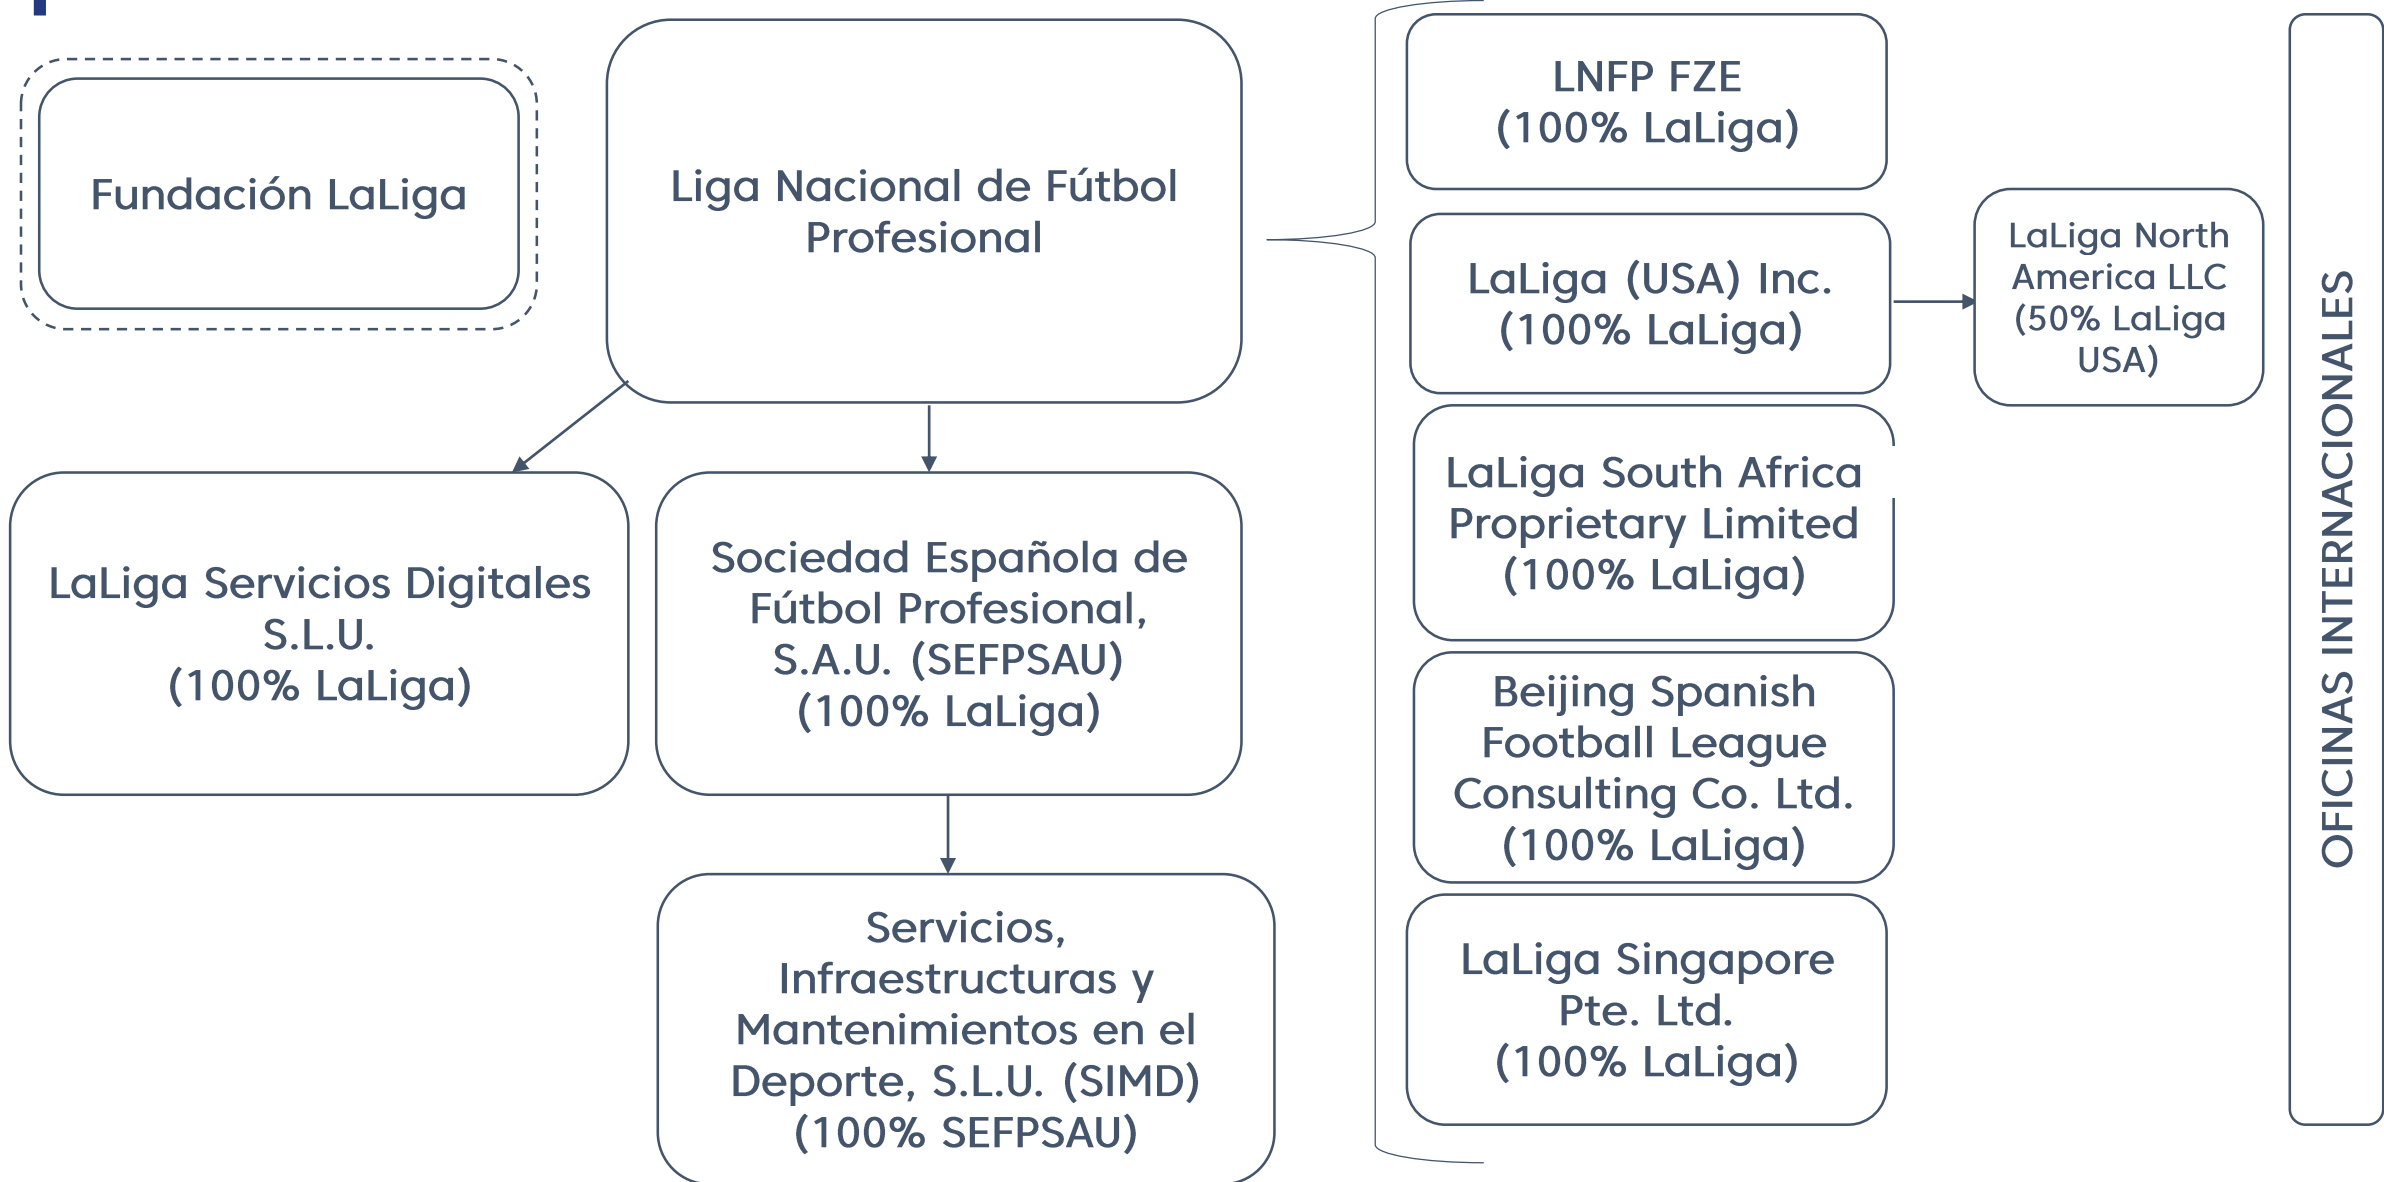 Fundación LaLiga
Liga Nacional de Fútbol
Profesional
LaLiga Servicios Digitales
S.L.U.
(100% LaLiga)
Sociedad Española de
Fútbol Profesional,
S.A.U. (SEFPSAU)
(100% LaLiga)
Servicios,
Infraestructuras y
Mantenimientos en el
Deporte, S.L.U. (SIMD)
(100% SEFPSAU)
LNFP FZE
(100% LaLiga)
LaLiga (USA) Inc.
(100% LaLiga)
LaLiga North
America LLC
(50% LaLiga
USA)
LaLiga South Africa
Proprietary Limited
(100% LaLiga)
Beijing Spanish
Football League
Consulting Co. Ltd.
(100% LaLiga)
LaLiga Singapore
Pte. Ltd.
(100% LaLiga)
OFICINAS INTERNACIONALES